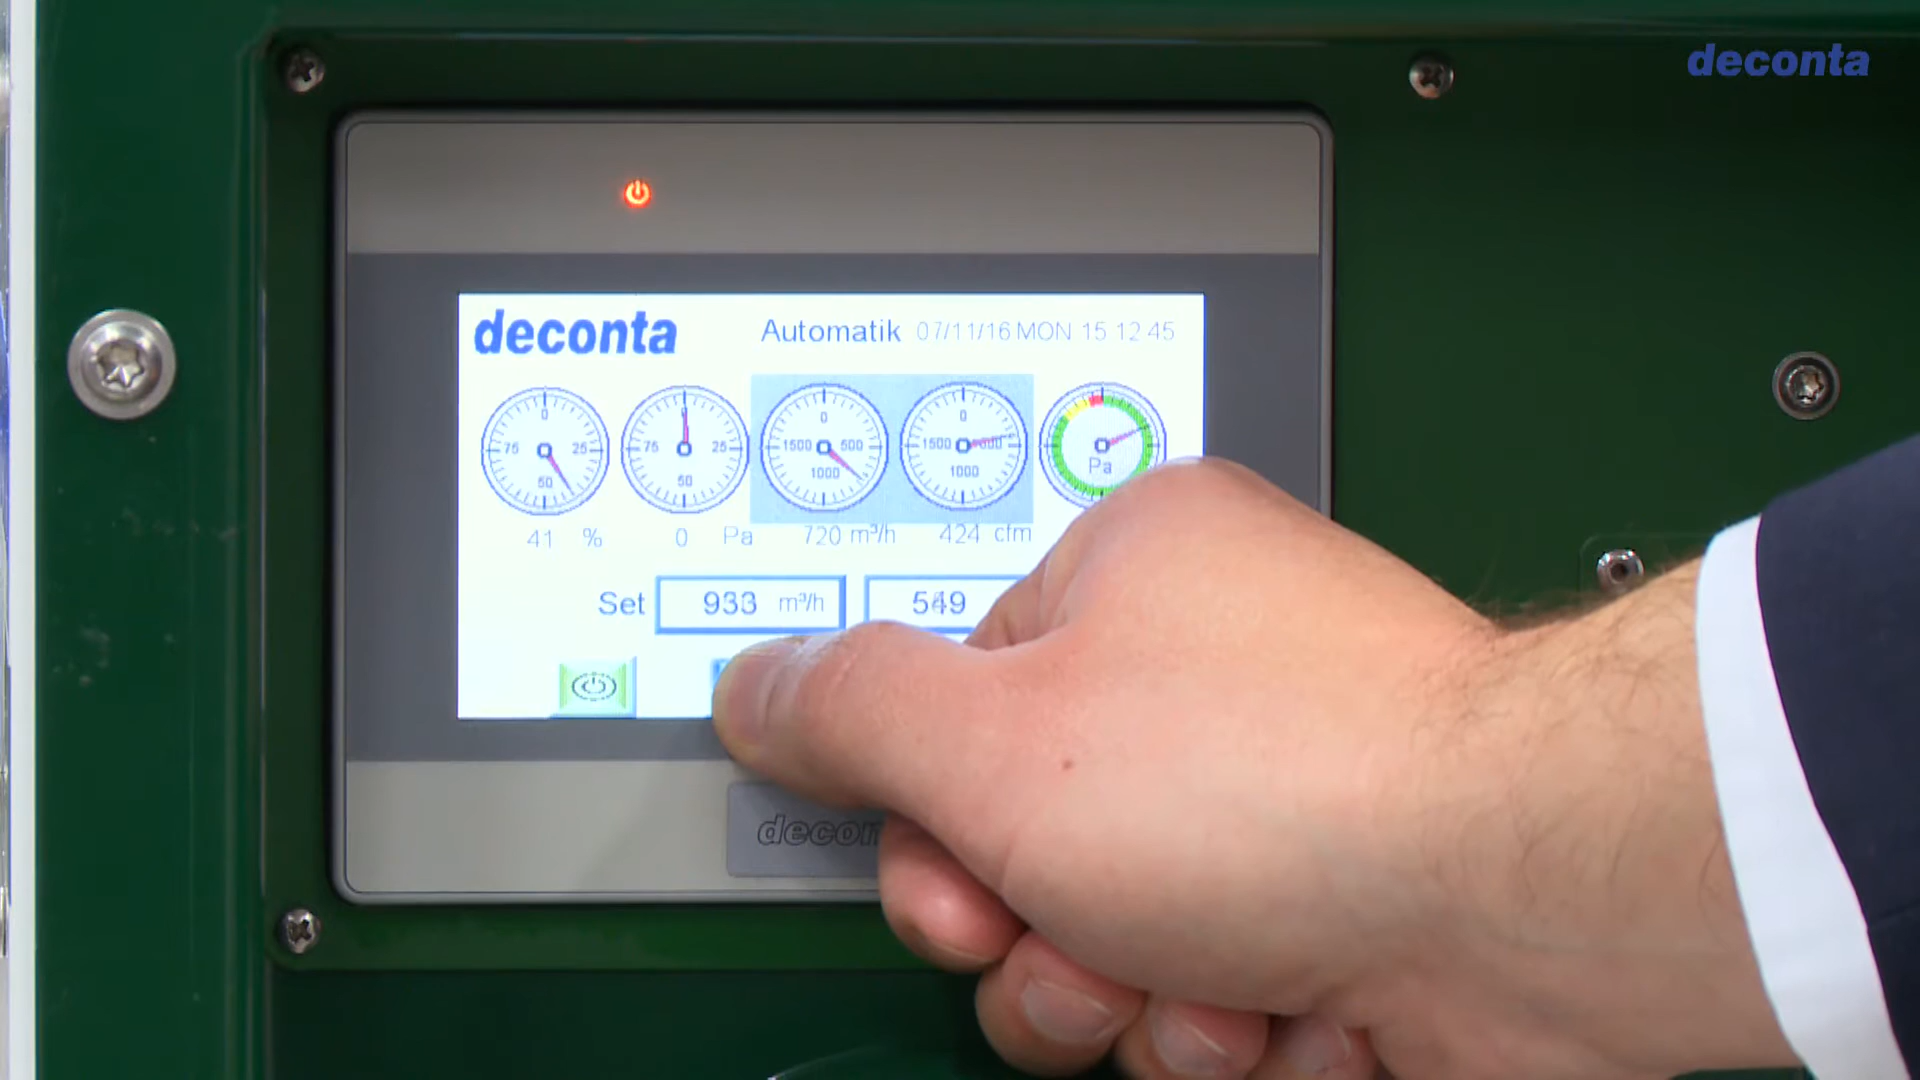 deconta
deconta Automatik 07/11/16 MON 15 12 45
0 0 0 0
75 25 75 25 1500 500 1500 500
50 50 1000 1000 Pa
41 % 0 Pa 720 m³/h 424 cfm
Set 933 m³/h 549